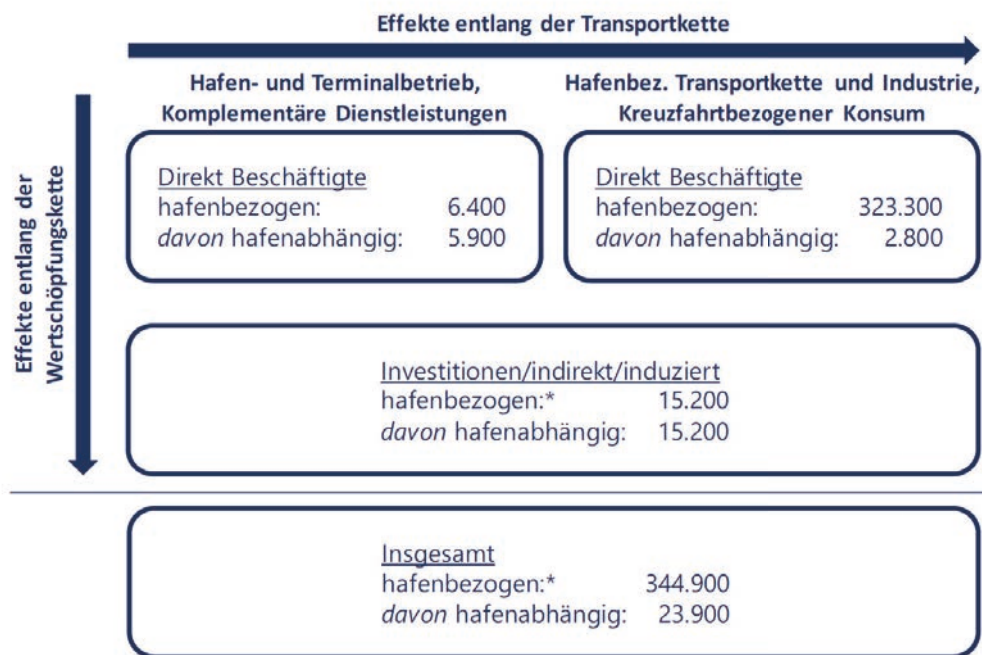 Effekte entlang der Transportkette
Hafen- und Terminalbetrieb,
Komplementäre Dienstleistungen
Hafenbez. Transportkette und Industrie,
Kreuzfahrtbezogener Konsum
Effekte entlang der
Wertschöpfungskette
Direkt Beschäftigte
hafenbezogen: 6.400
davon hafenabhängig: 5.900
Direkt Beschäftigte
hafenbezogen: 323.300
davon hafenabhängig: 2.800
Investitionen/indirekt/induziert
hafenbezogen:* 15.200
davon hafenabhängig: 15.200
Insgesamt
hafenbezogen:* 344.900
davon hafenabhängig: 23.900